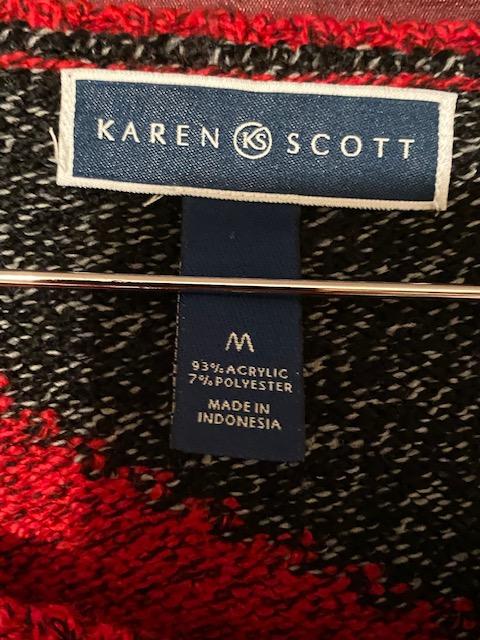 KAREN KS SCOTT
M
93% ACRYLIC
7% POLYESTER
MADE IN
INDONESIA